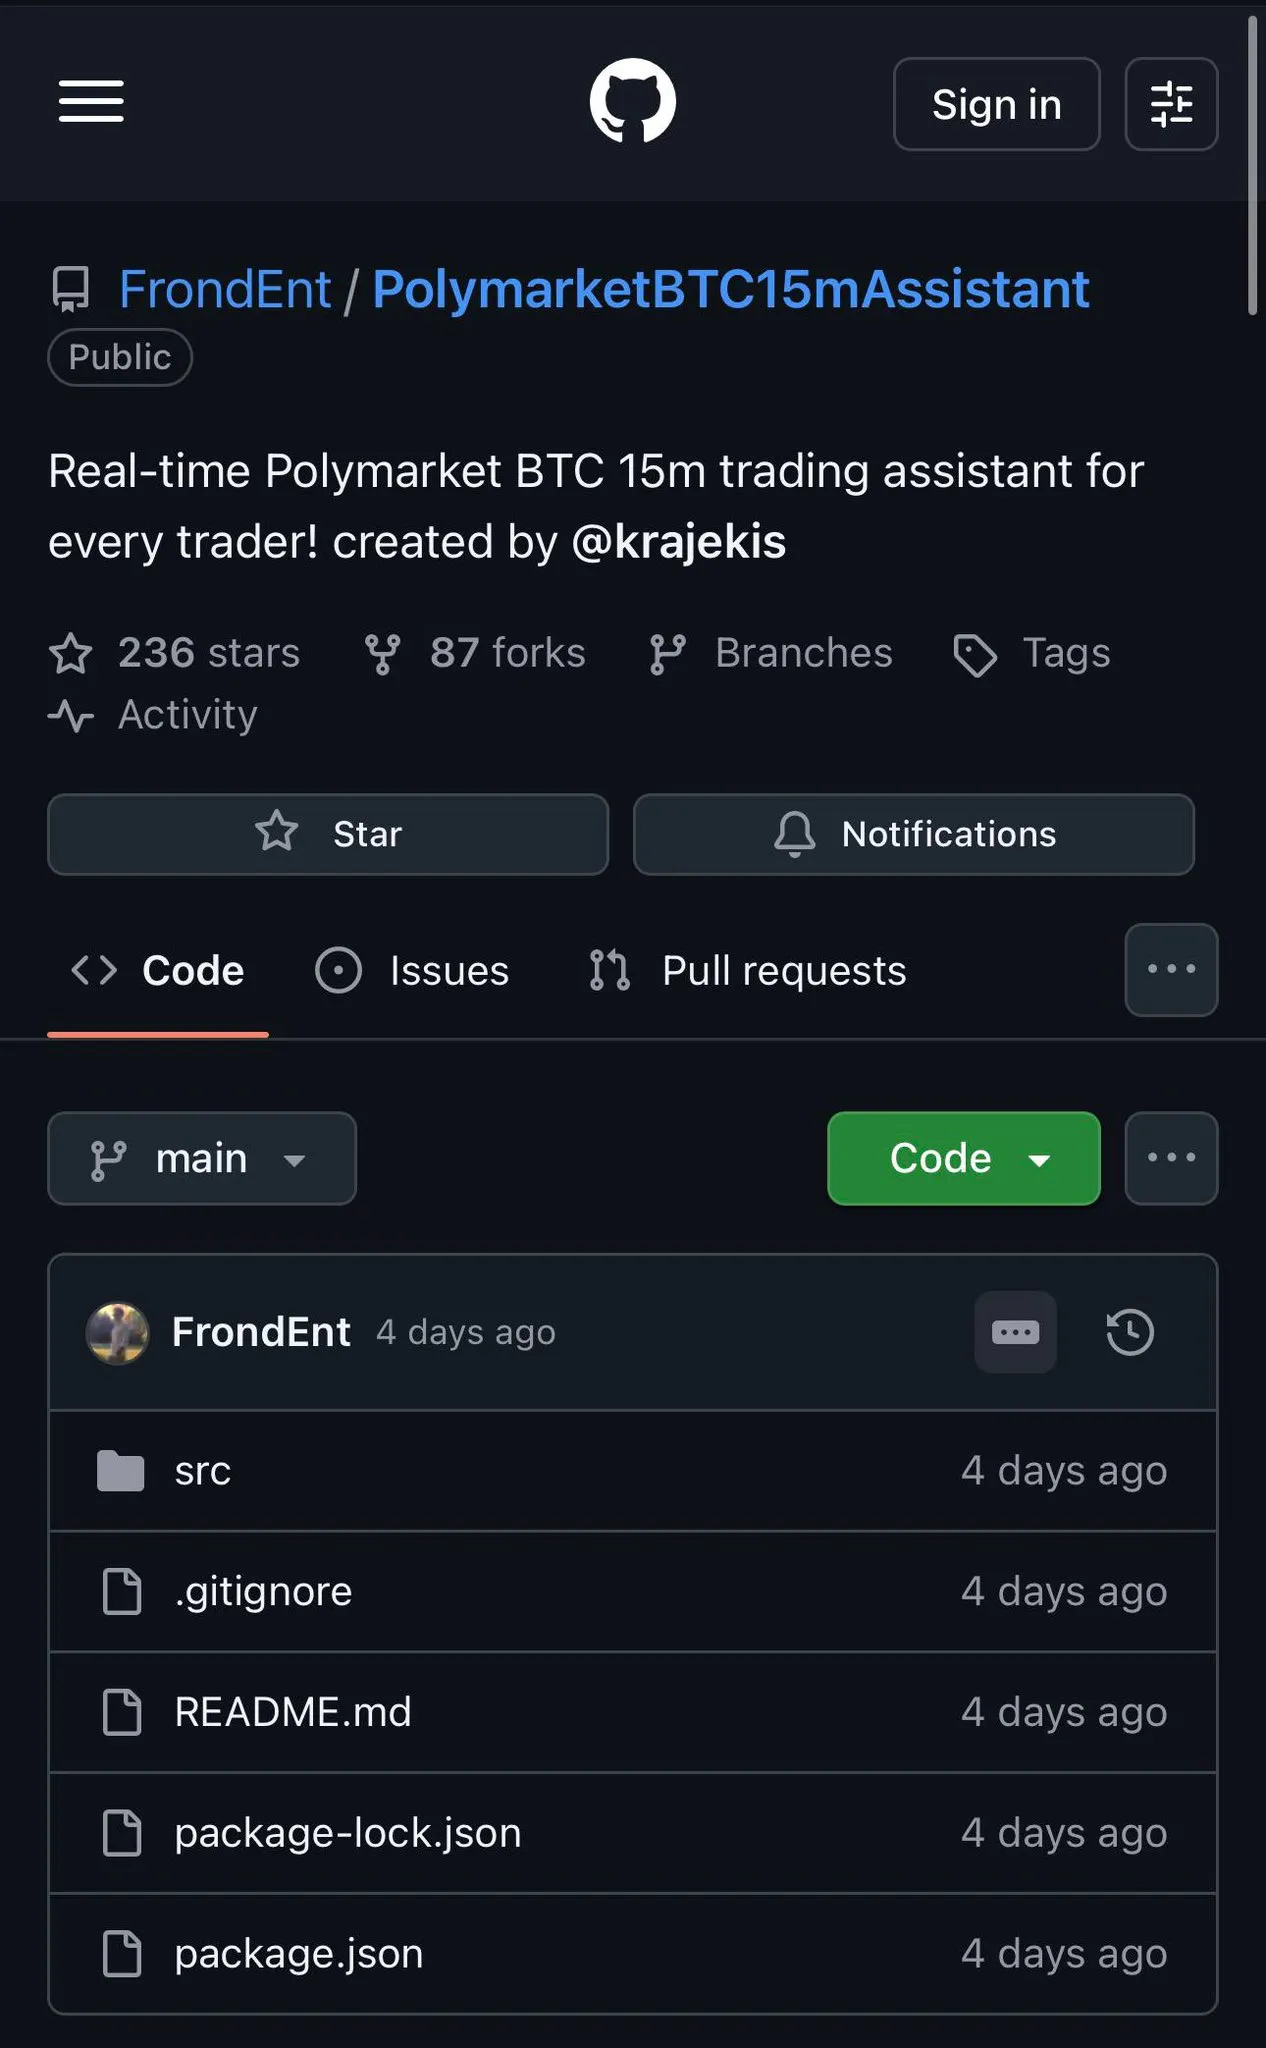 Sign in
FrondEnt / PolymarketBTC15mAssistant
Public
Real-time Polymarket BTC 15m trading assistant for
every trader! created by @krajekis
236 stars 87 forks Branches Tags
Activity
Star Notifications
Code Issues Pull requests
main Code
FrondEnt 4 days ago
src 4 days ago
.gitignore 4 days ago
README.md 4 days ago
package-lock.json 4 days ago
package.json 4 days ago